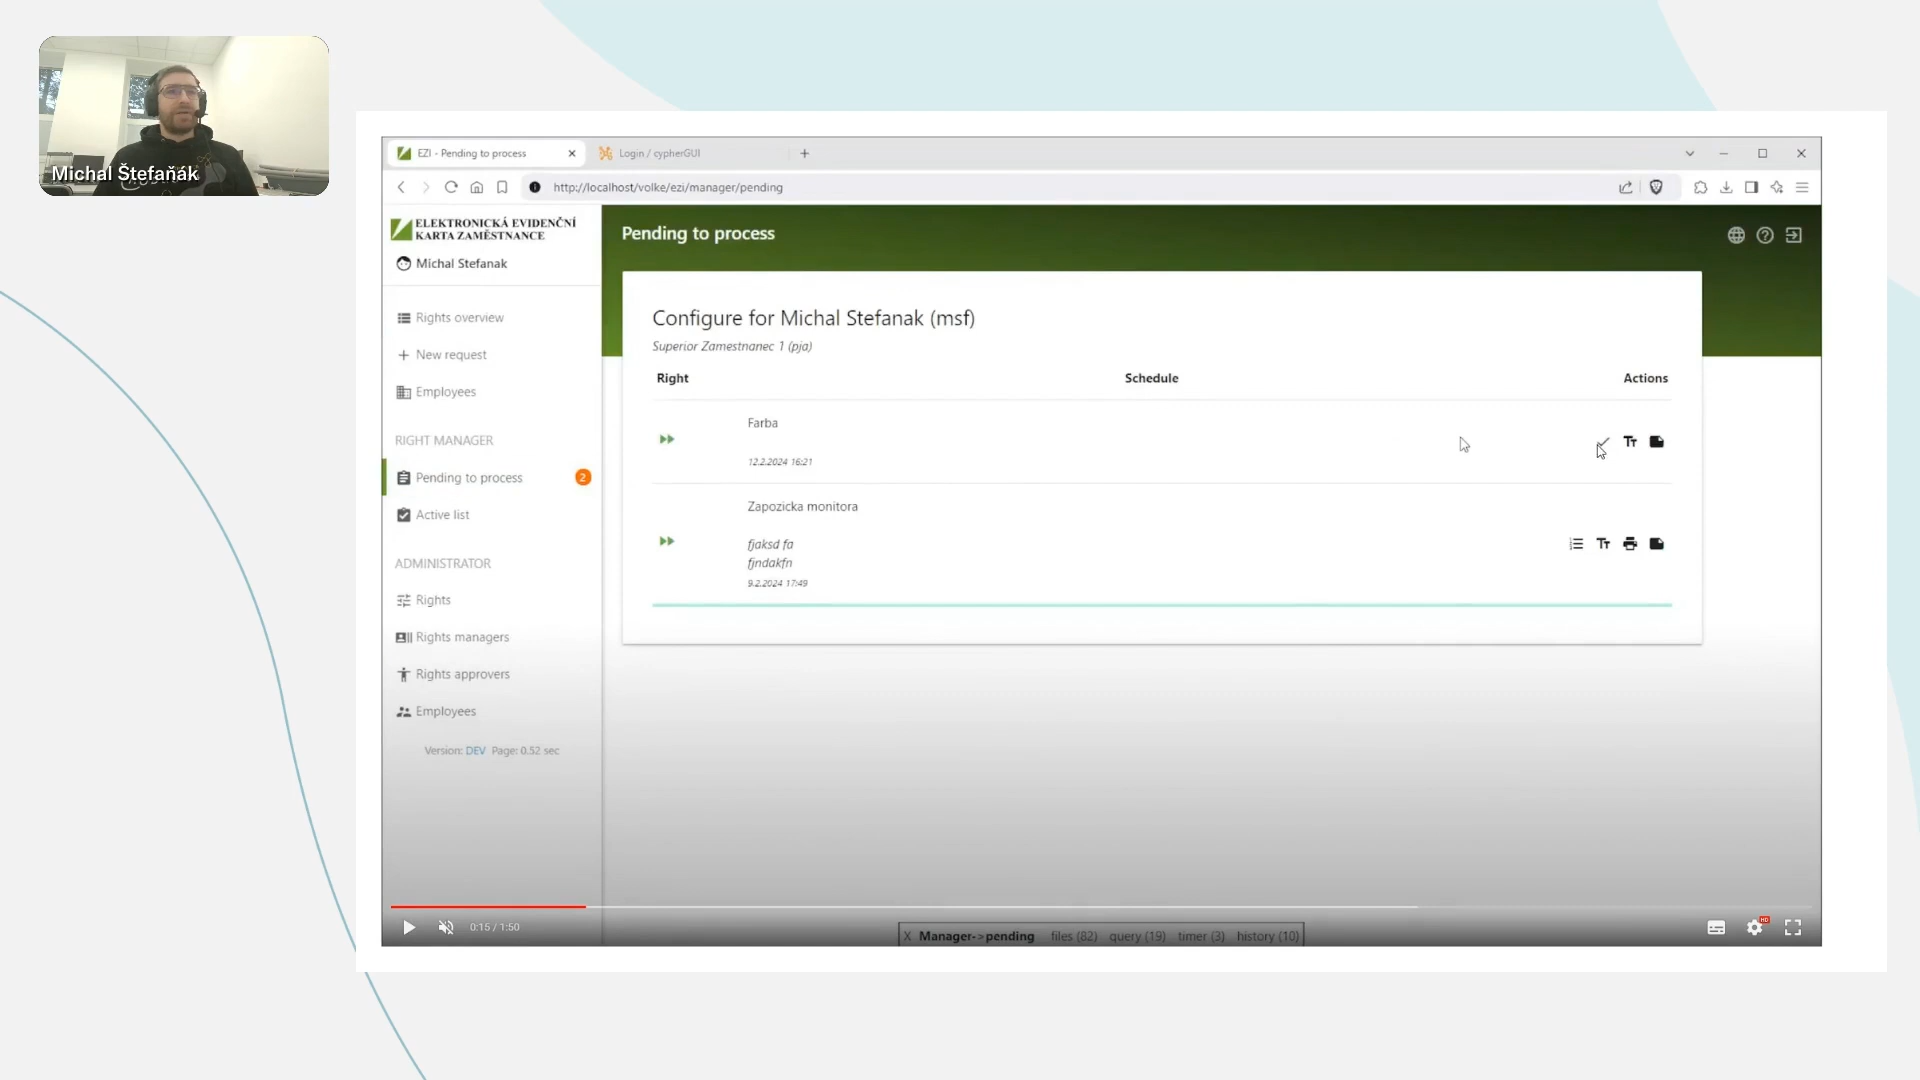 Michal Štefaňák
EZI - Pending to process
Login / cypherGUI
http://localhost/volke/ezi/manager/pending
ELEKTRONICKÁ EVIDENČNÍ
KARTA ZAMĚSTNANCE
Michal Stefanak
Rights overview
New request
Employees
RIGHT MANAGER
Pending to process 2
Active list
ADMINISTRATOR
Rights
Rights managers
Rights approvers
Employees
Version: DEV Page: 0.52 sec
Pending to process
Configure for Michal Stefanak (msf)
Superior Zamestnanec 1 (pja)
Right Schedule Actions
Farba
12.2.2024 16:21
Zapozicka monitora
fjaksd fa
fjndakfn
9.2.2024 17:49
0:15 / 1:50
X Manager->pending files (82) query (19) timer (3) history (10)
HD